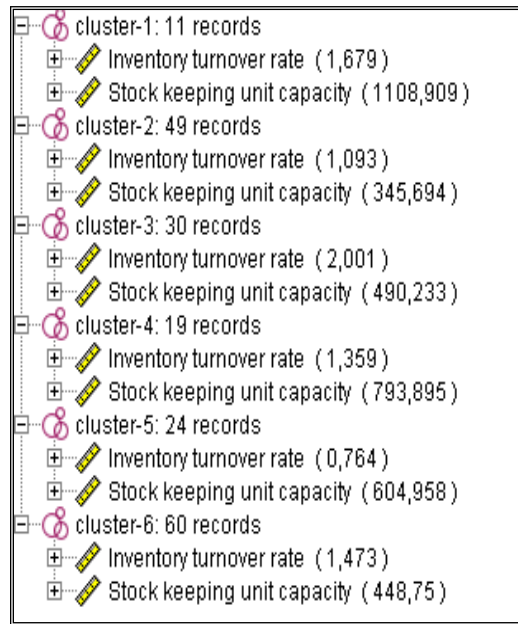 cluster-1: 11 records
Inventory turnover rate (1,679)
Stock keeping unit capacity (1108,909)
cluster-2: 49 records
Inventory turnover rate (1,093)
Stock keeping unit capacity (345,694)
cluster-3: 30 records
Inventory turnover rate (2,001)
Stock keeping unit capacity (490,233)
cluster-4: 19 records
Inventory turnover rate (1,359)
Stock keeping unit capacity (793,895)
cluster-5: 24 records
Inventory turnover rate (0,764)
Stock keeping unit capacity (604,958)
cluster-6: 60 records
Inventory turnover rate (1,473)
Stock keeping unit capacity (448,75)